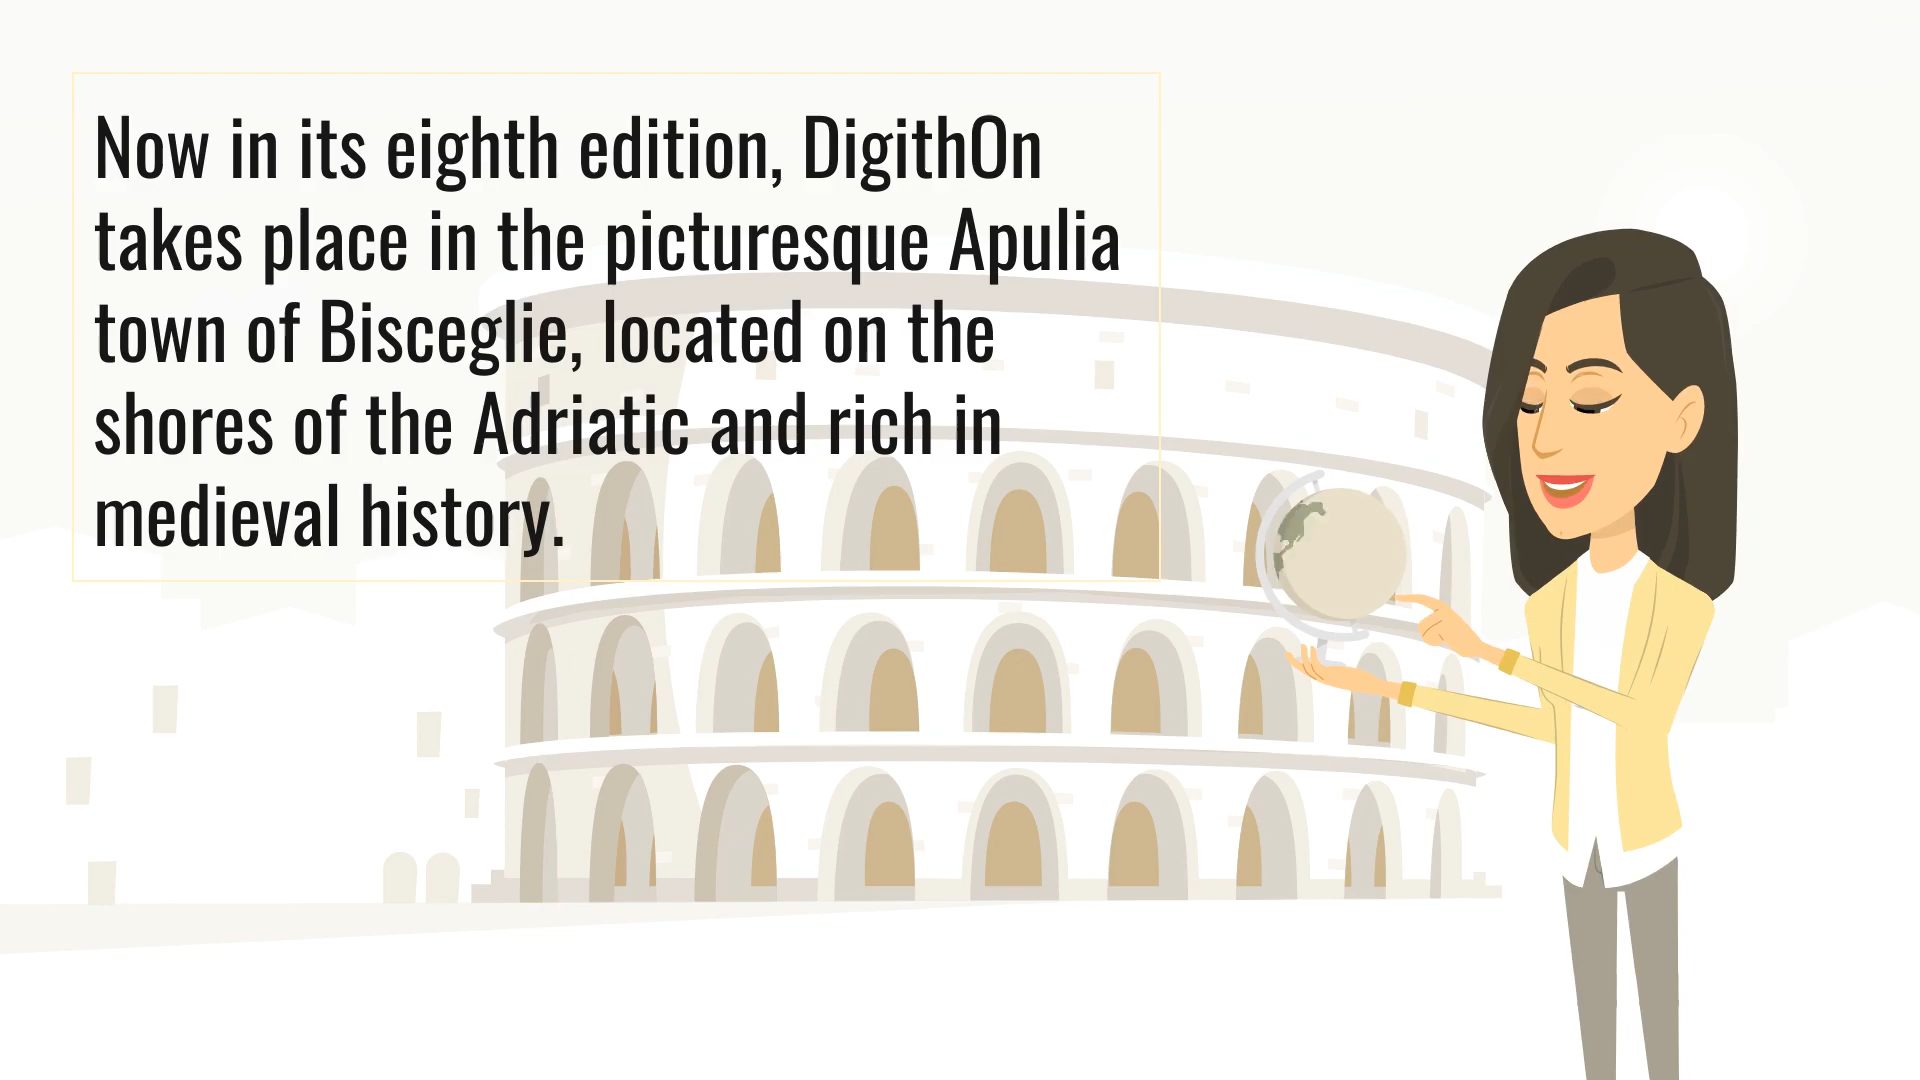 Now in its eighth edition, DigithOn
takes place in the picturesque Apulia
town of Bisceglie, located on the
shores of the Adriatic and rich in
medieval history.